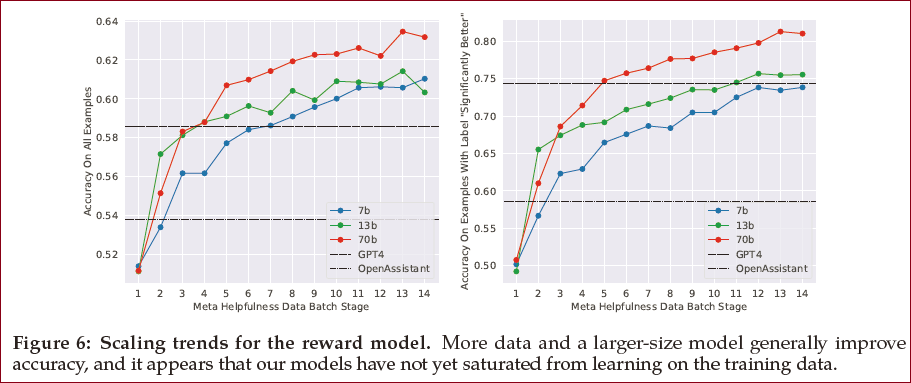 Accuracy On All Examples
0.64
0.62
0.60
0.58
0.56
0.54
0.52
1 2 3 4 5 6 7 8 9 10 11 12 13 14
Meta Helpfulness Data Batch Stage
7b
13b
70b
GPT4
OpenAssistant
Accuracy On Examples With Label "Significantly Better"
0.80
0.75
0.70
0.65
0.60
0.55
0.50
1 2 3 4 5 6 7 8 9 10 11 12 13 14
Meta Helpfulness Data Batch Stage
7b
13b
70b
GPT4
OpenAssistant
Figure 6: Scaling trends for the reward model. More data and a larger-size model generally improve
accuracy, and it appears that our models have not yet saturated from learning on the training data.